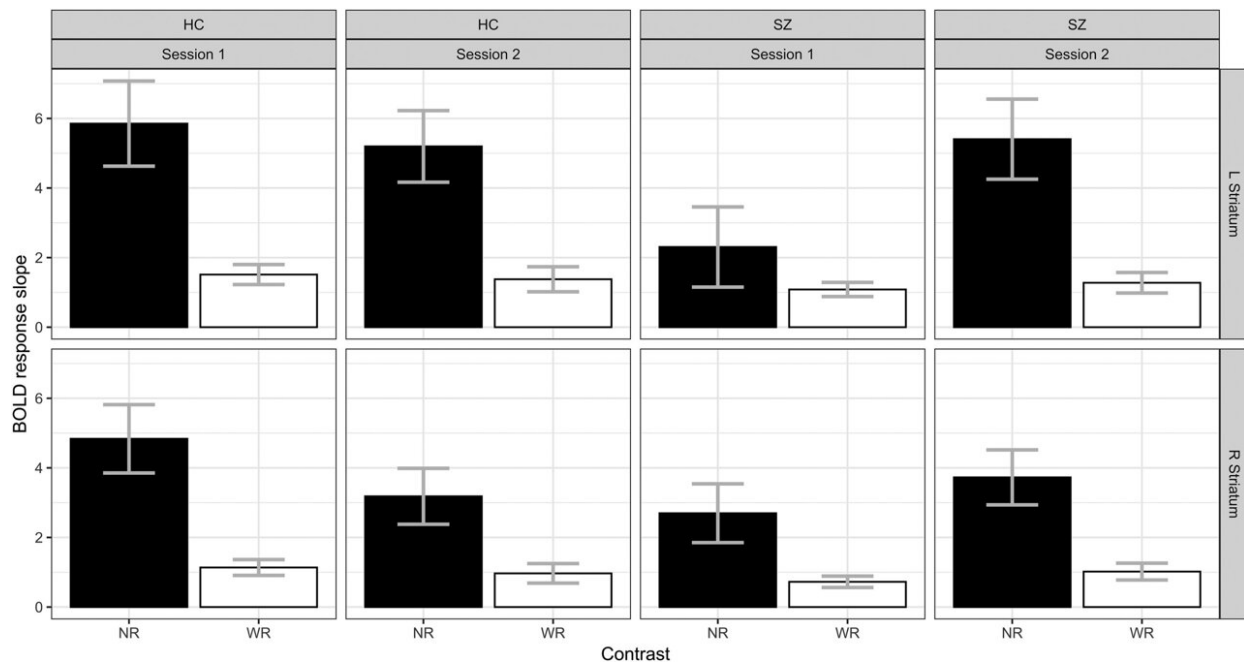 HC HC SZ SZ
Session 1 Session 2 Session 1 Session 2
6
4
2
0
L Striatum
BOLD response slope
6
4
2
0
R Striatum
NR WR NR WR NR WR NR WR
Contrast